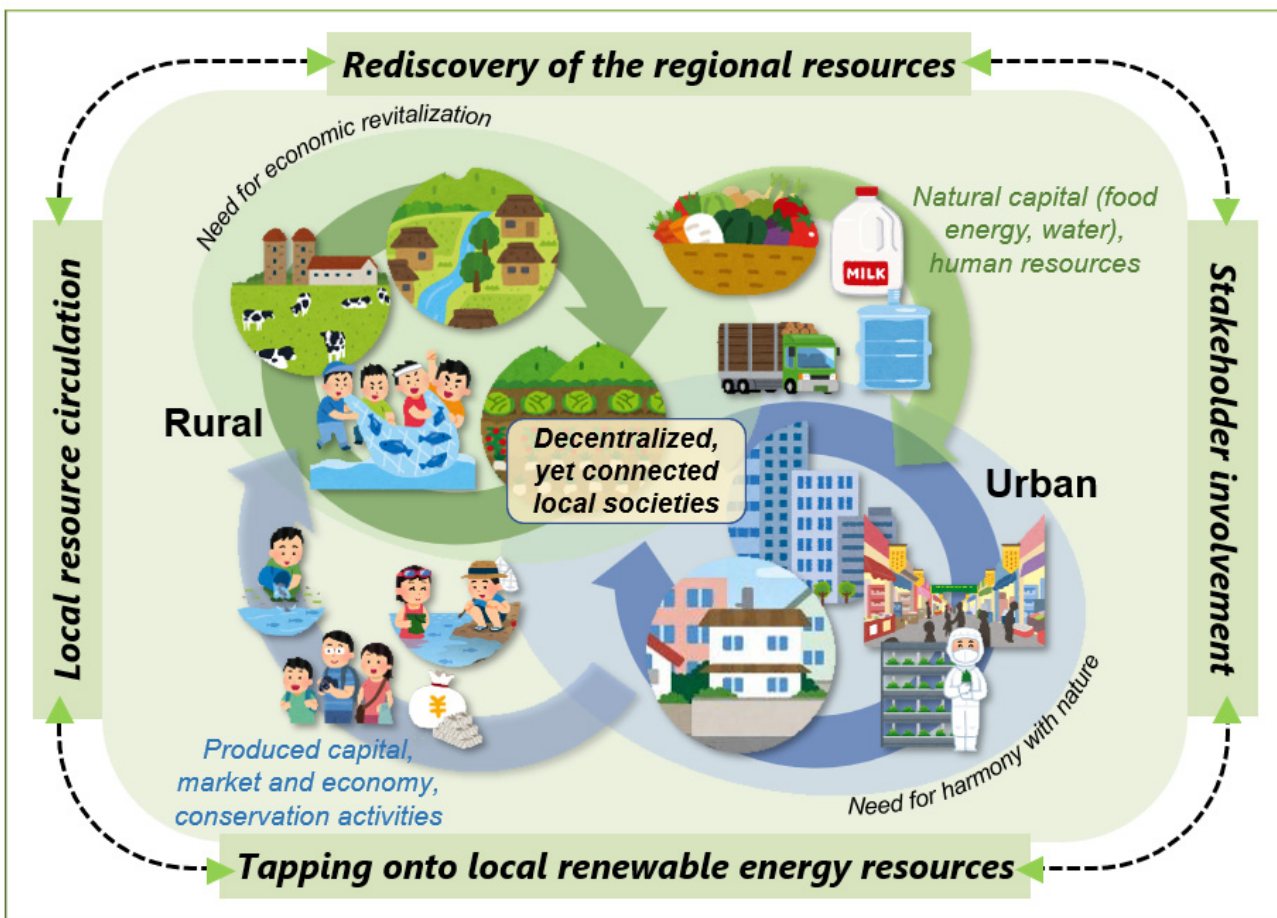 Rediscovery of the regional resources
Need for economic revitalization
Natural capital (food
energy, water),
human resources
MILK
Local resource circulation
Stakeholder involvement
Rural
Decentralized,
yet connected
local societies
Urban
¥
Produced capital,
market and economy,
conservation activities
Need for harmony with nature
Tapping onto local renewable energy resources